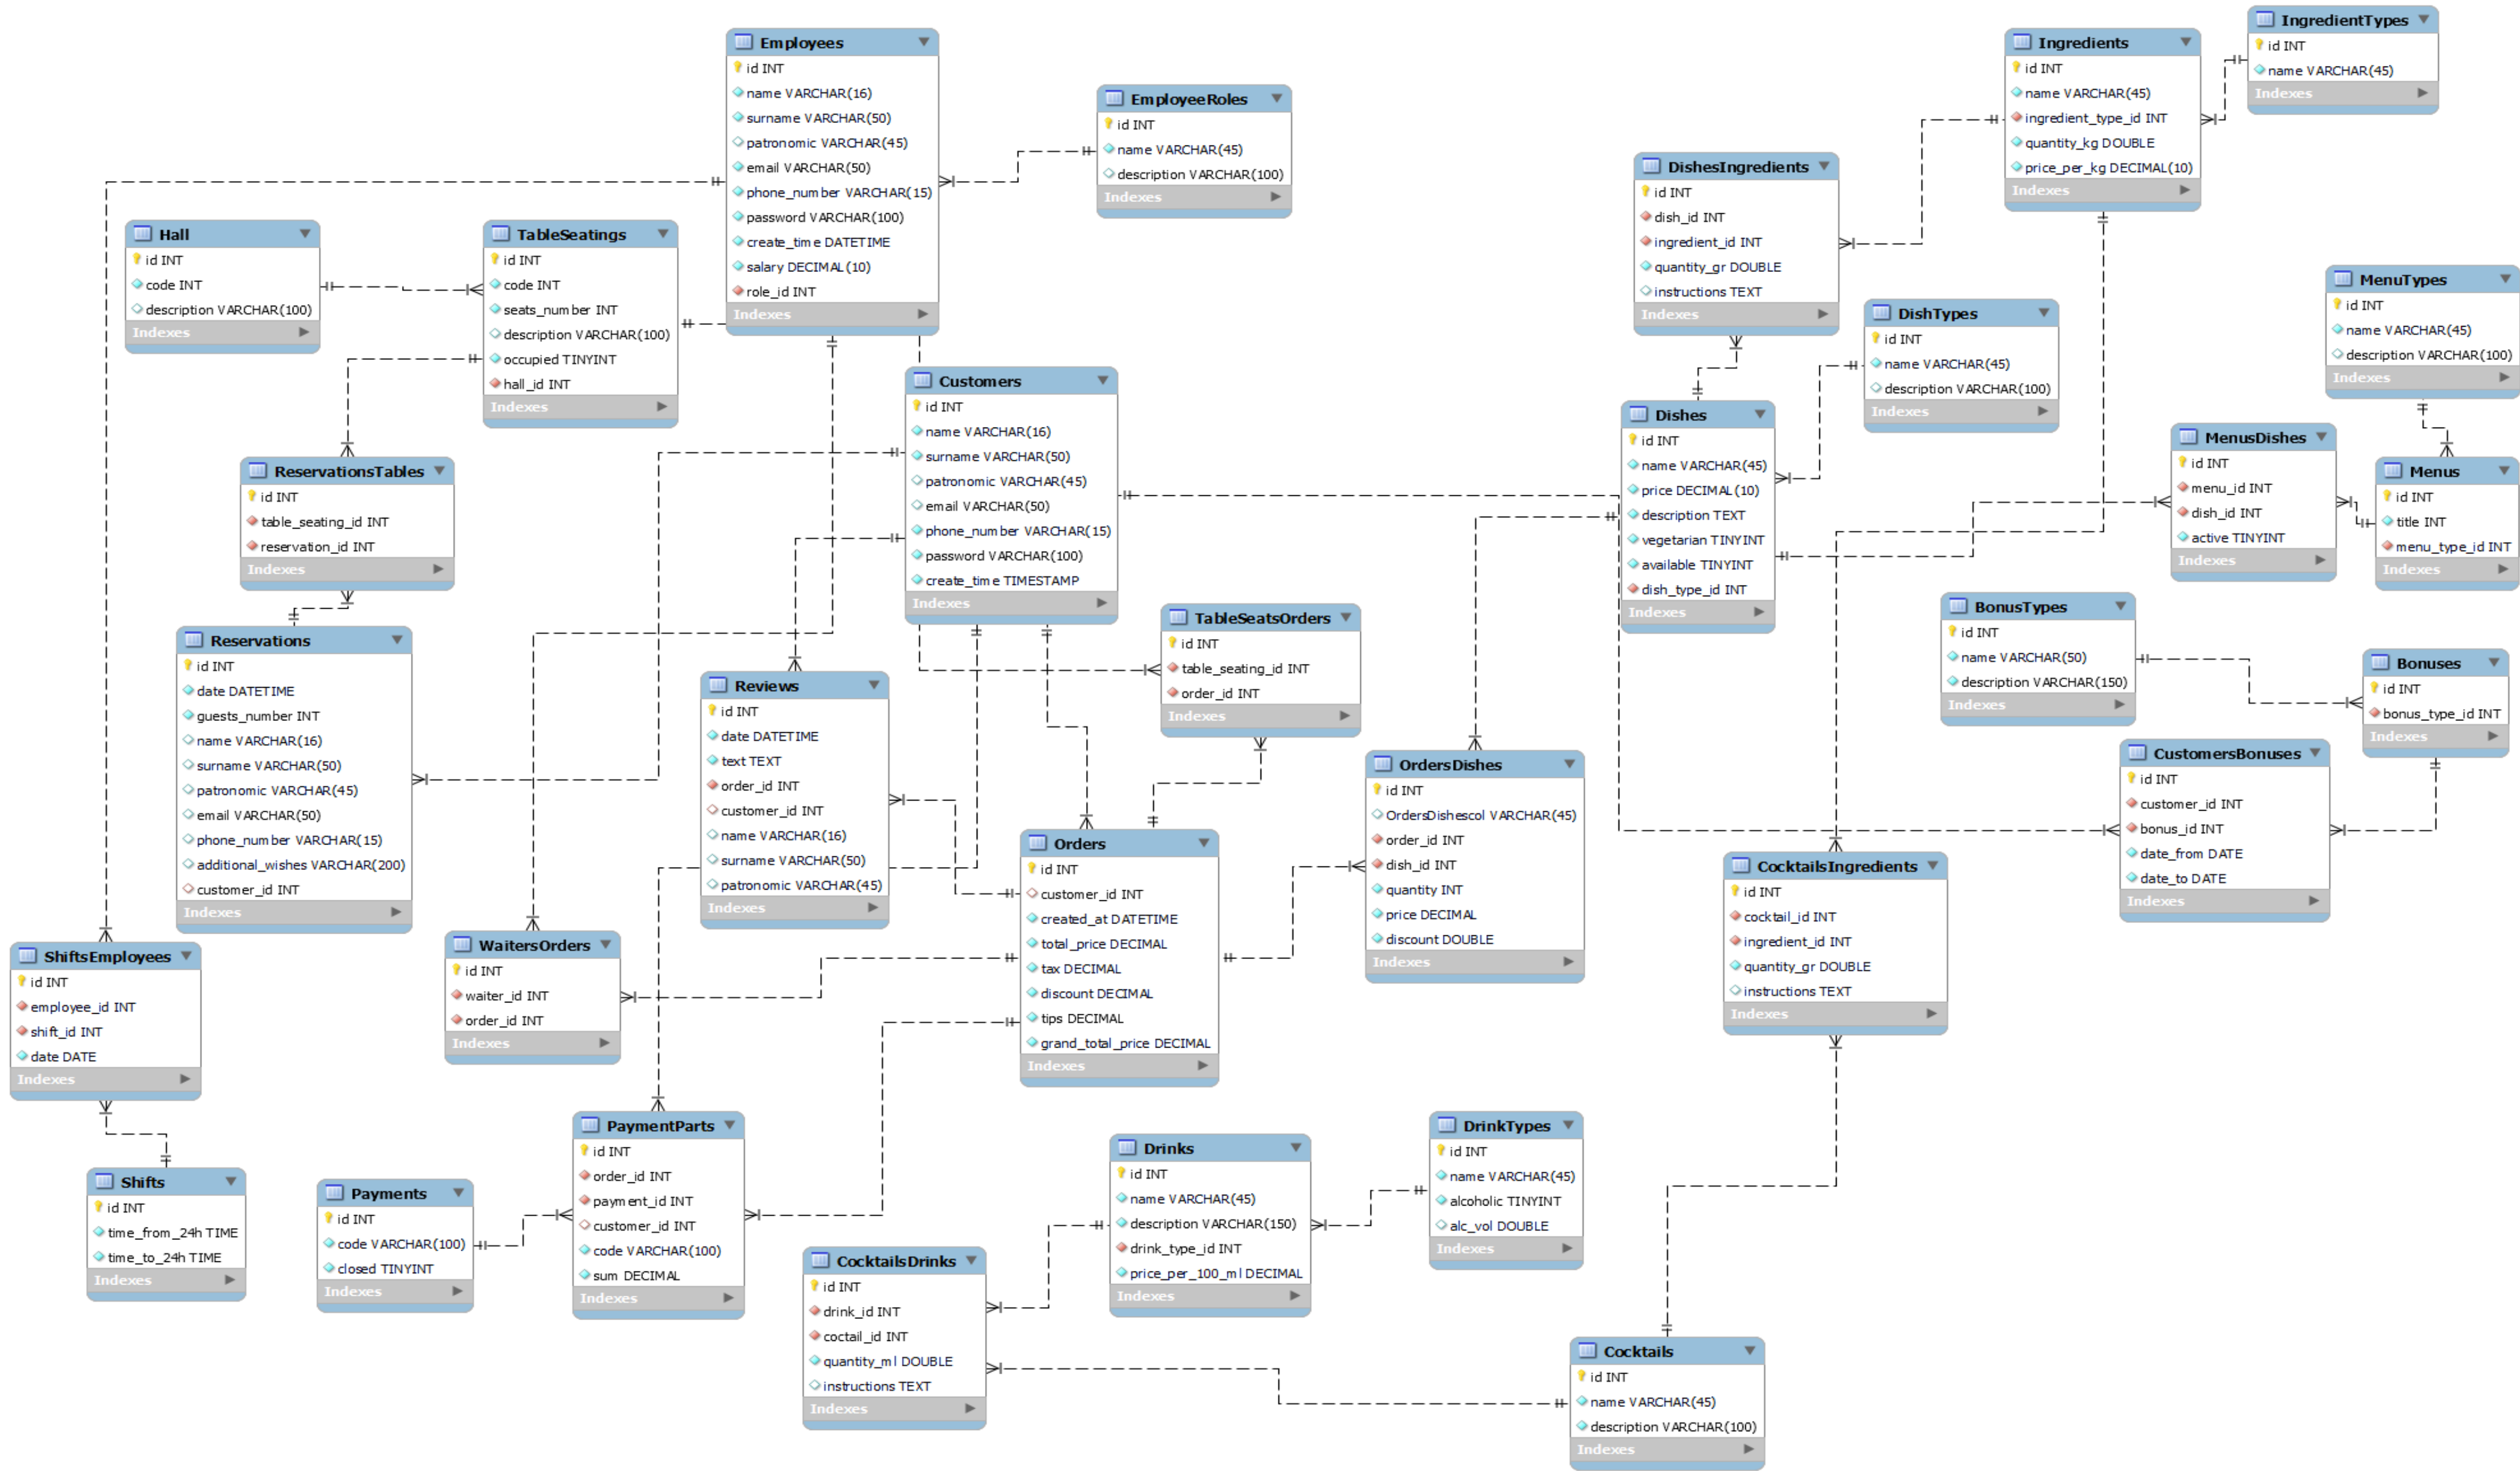 Employees
id INT
name VARCHAR(16)
surname VARCHAR(50)
patronomic VARCHAR(45)
email VARCHAR(50)
phone_number VARCHAR(15)
password VARCHAR(100)
create_time DATETIME
salary DECIMAL(10)
role_id INT
Indexes
EmployeeRoles
id INT
name VARCHAR(45)
description VARCHAR(100)
Indexes
Ingredients
id INT
name VARCHAR(45)
ingredient_type_id INT
quantity_kg DOUBLE
price_per_kg DECIMAL(10)
Indexes
IngredientTypes
id INT
name VARCHAR(45)
Indexes
DishesIngredients
id INT
dish_id INT
ingredient_id INT
quantity_gr DOUBLE
instructions TEXT
Indexes
Hall
id INT
code INT
description VARCHAR(100)
Indexes
TableSeatings
id INT
code INT
seats_number INT
description VARCHAR(100)
occupied TINYINT
hall_id INT
Indexes
DishTypes
id INT
name VARCHAR(45)
description VARCHAR(100)
Indexes
MenuTypes
id INT
name VARCHAR(45)
description VARCHAR(100)
Indexes
Customers
id INT
name VARCHAR(16)
surname VARCHAR(50)
patronomic VARCHAR(45)
email VARCHAR(50)
phone_number VARCHAR(15)
password VARCHAR(100)
create_time TIMESTAMP
Indexes
Dishes
id INT
name VARCHAR(45)
price DECIMAL(10)
description TEXT
vegetarian TINYINT
available TINYINT
dish_type_id INT
Indexes
MenusDishes
id INT
menu_id INT
dish_id INT
active TINYINT
Indexes
Menus
id INT
title INT
menu_type_id INT
Indexes
ReservationsTables
id INT
table_seating_id INT
reservation_id INT
Indexes
Reservations
id INT
date DATETIME
guests_number INT
name VARCHAR(16)
surname VARCHAR(50)
patronomic VARCHAR(45)
email VARCHAR(50)
phone_number VARCHAR(15)
additional_wishes VARCHAR(200)
customer_id INT
Indexes
Reviews
id INT
date DATETIME
text TEXT
order_id INT
customer_id INT
name VARCHAR(16)
surname VARCHAR(50)
patronomic VARCHAR(45)
Indexes
TableSeatsOrders
id INT
table_seating_id INT
order_id INT
Indexes
BonusTypes
id INT
name VARCHAR(50)
description VARCHAR(150)
Indexes
Bonuses
id INT
bonus_type_id INT
Indexes
OrdersDishes
id INT
OrdersDishescol VARCHAR(45)
order_id INT
dish_id INT
quantity INT
price DECIMAL
discount DOUBLE
Indexes
CustomersBonuses
id INT
customer_id INT
bonus_id INT
date_from DATE
date_to DATE
Indexes
Orders
id INT
customer_id INT
created_at DATETIME
total_price DECIMAL
tax DECIMAL
discount DECIMAL
tips DECIMAL
grand_total_price DECIMAL
Indexes
CocktailsIngredients
id INT
cocktail_id INT
ingredient_id INT
quantity_gr DOUBLE
instructions TEXT
Indexes
ShiftsEmployees
id INT
employee_id INT
shift_id INT
date DATE
Indexes
WaitersOrders
id INT
waiter_id INT
order_id INT
Indexes
Shifts
id INT
time_from_24h TIME
time_to_24h TIME
Indexes
Payments
id INT
code VARCHAR(100)
closed TINYINT
Indexes
PaymentParts
id INT
order_id INT
payment_id INT
customer_id INT
code VARCHAR(100)
sum DECIMAL
Indexes
Drinks
id INT
name VARCHAR(45)
description VARCHAR(150)
drink_type_id INT
price_per_100_ml DECIMAL
Indexes
DrinkTypes
id INT
name VARCHAR(45)
alcoholic TINYINT
alc_vol DOUBLE
Indexes
CocktailsDrinks
id INT
drink_id INT
coctail_id INT
quantity_ml DOUBLE
instructions TEXT
Indexes
Cocktails
id INT
name VARCHAR(45)
description VARCHAR(100)
Indexes